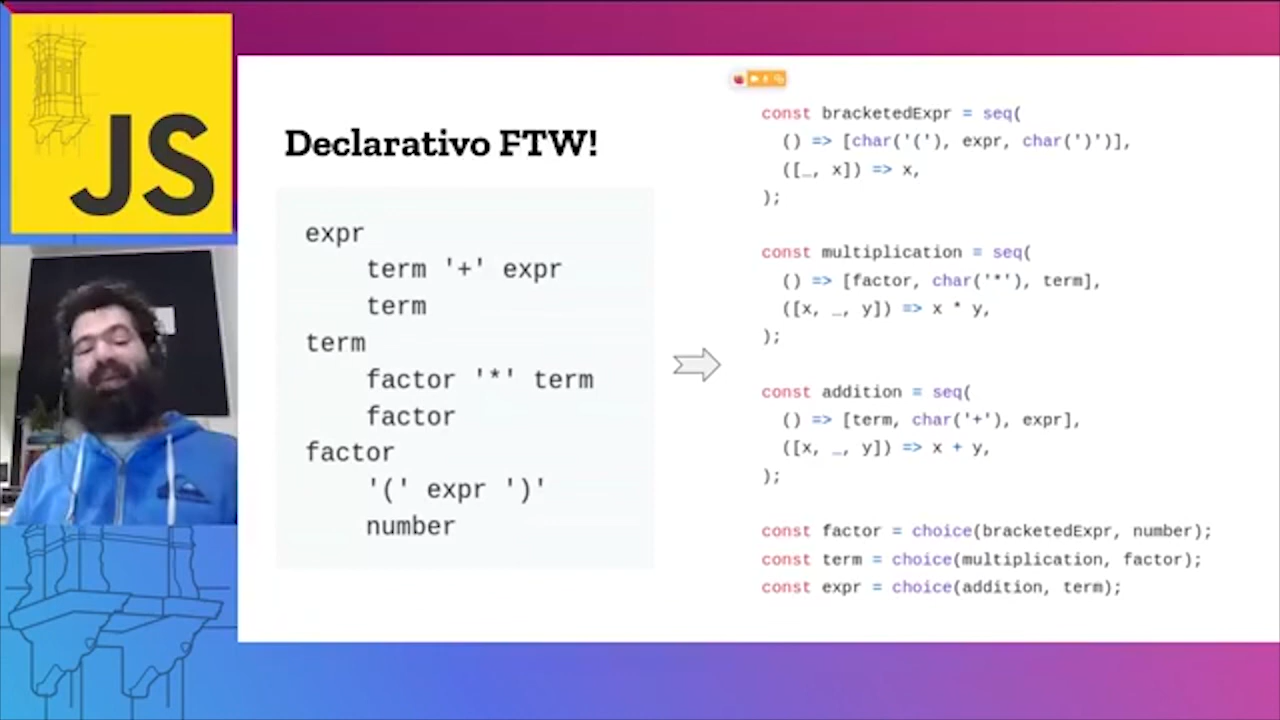 JS
Declarativo FTW!
expr
term '+' expr
term
term
factor '*' term
factor
factor
'(' expr ')'
number
const bracketedExpr = seq(
() => [char('('), expr, char(')')],
([_, x]) => x,
);
const multiplication = seq(
() => [factor, char('*'), term],
([x, _, y]) => x * y,
);
const addition = seq(
() => [term, char('+'), expr],
([x, _, y]) => x + y,
);
const factor = choice(bracketedExpr, number);
const term = choice(multiplication, factor);
const expr = choice(addition, term);